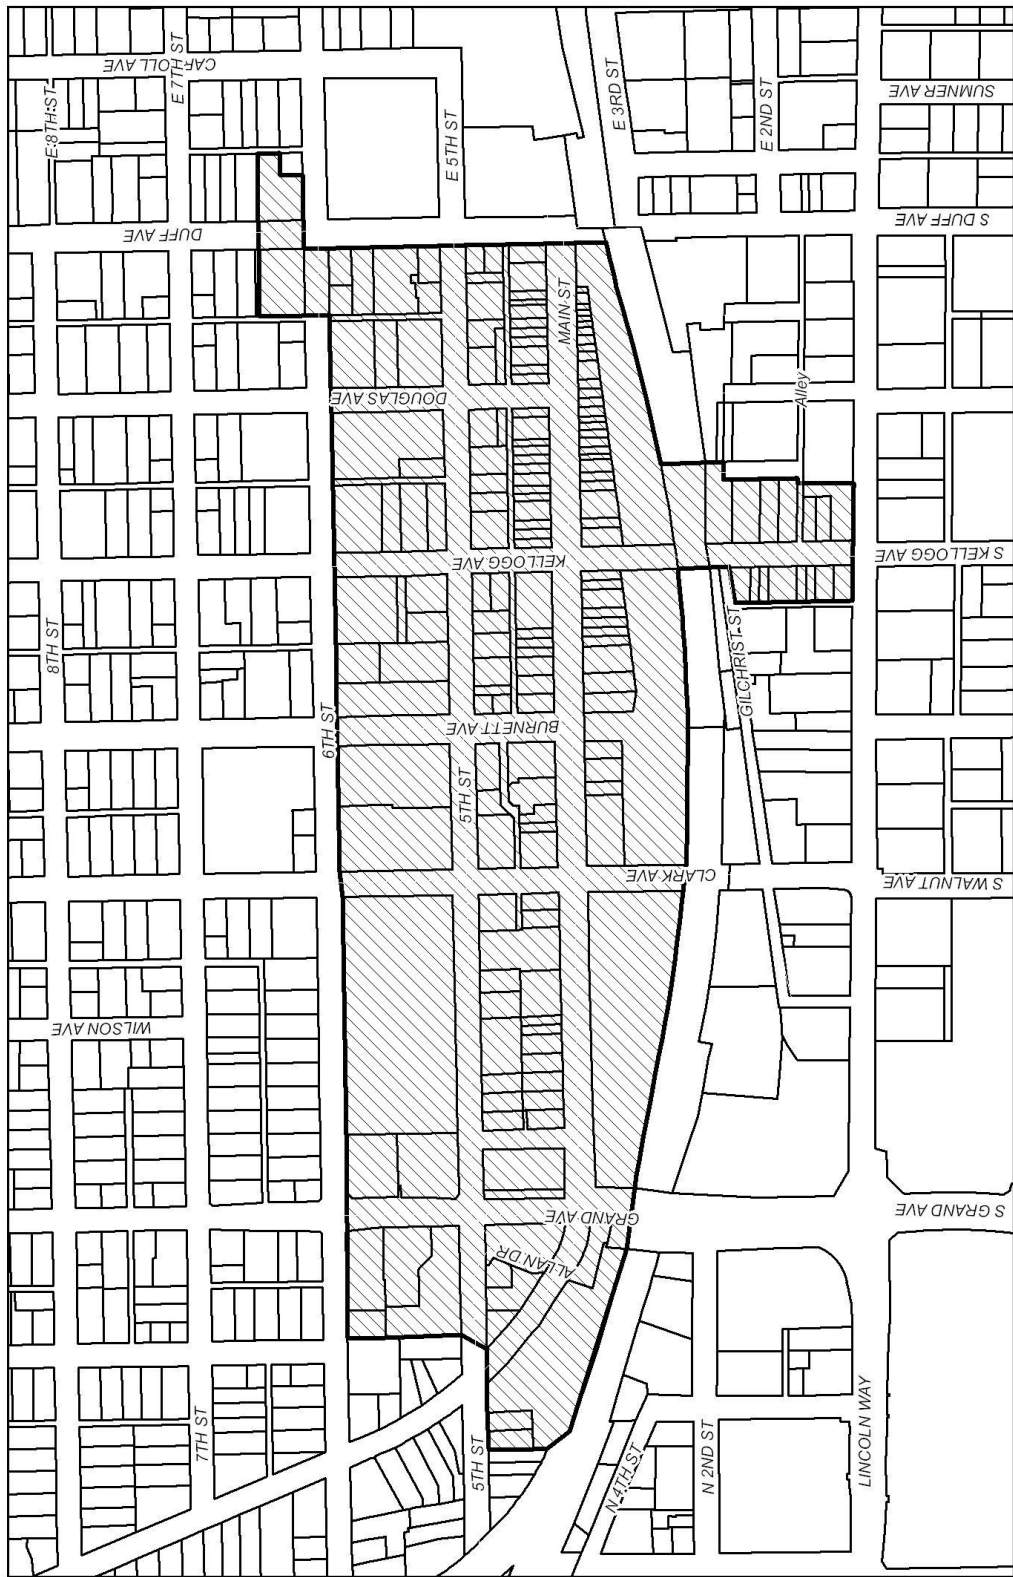 CARROLL AVE
E 7TH ST
E 8TH ST
E 5TH ST
E 3RD ST
E 2ND ST
SUMNER AVE
DUFF AVE
S DUFF AVE
MAIN ST
DOUGLAS AVE
Alley
KELLOGG AVE
S KELLOGG AVE
8TH ST
GILCHRIST ST
6TH ST
BURNETT AVE
5TH ST
CLARK AVE
S WALNUT AVE
WILSON AVE
GRAND AVE
S GRAND AVE
ALLAN DR
7TH ST
5TH ST
N 4TH ST
N 2ND ST
LINCOLN WAY